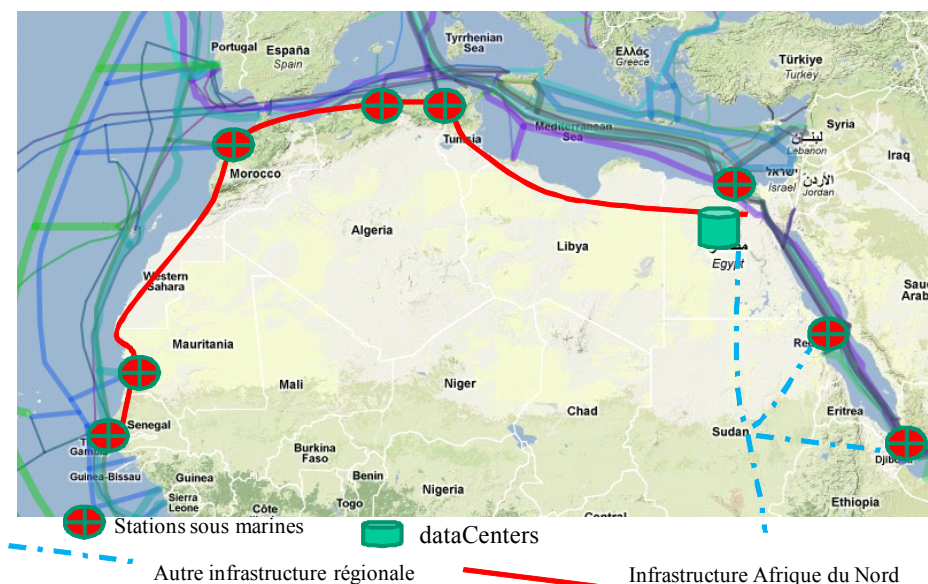 Portugal
España
Spain
Tyrrhenian
Sea
Ελλάς
Greece
Türkiye
Turkey
Mediterranean
Sea
Tunisia
Syria
لبنان
Lebanon
Iraq
Israel
الأردن
Jordan
Morocco
Algeria
Libya
Egypt
Western
Sahara
Mauritania
Mali
Niger
Chad
Sudan
Eritrea
Senegal
Gambia
Guinea-Bissau
Guinea
Sierra
Leone
Burkina
Faso
Benin
Togo
Nigeria
Ethiopia
Stations sous marines
dataCenters
Autre infrastructure régionale
Infrastructure Afrique du Nord